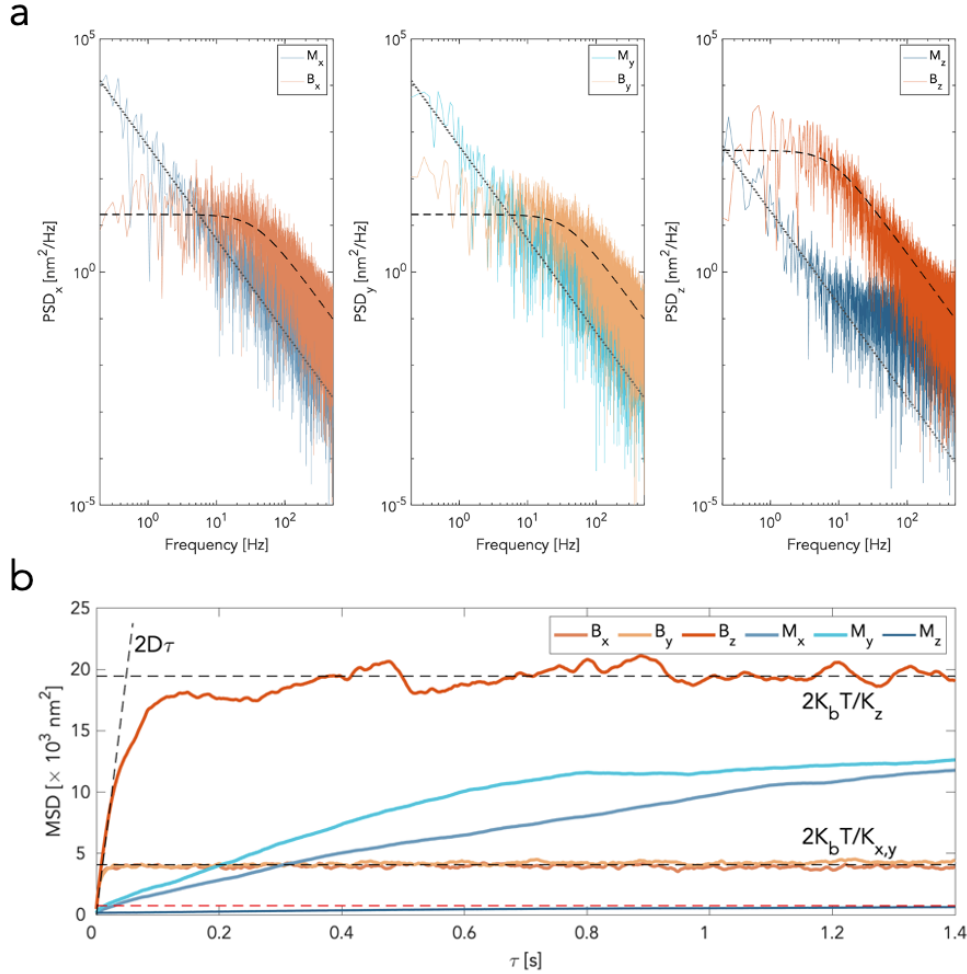 a
10^5
10^0
10^-5
PSD_x [nm^2/Hz]
10^0
10^1
10^2
Frequency [Hz]
M_x
B_x
10^5
10^0
10^-5
PSD_y [nm^2/Hz]
10^0
10^1
10^2
Frequency [Hz]
M_y
B_y
10^5
10^0
10^-5
PSD_z [nm^2/Hz]
10^0
10^1
10^2
Frequency [Hz]
M_z
B_z
b
25
20
15
10
5
0
MSD [× 10^3 nm^2]
2Dτ
B_x B_y B_z M_x M_y M_z
2K_bT/K_z
2K_bT/K_x,y
0 0.2 0.4 0.6 0.8 1 1.2 1.4
τ [s]